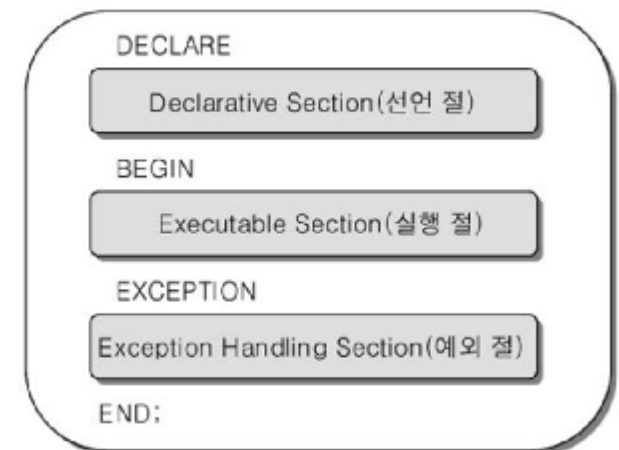 DECLARE
Declarative Section(선언 절)
BEGIN
Executable Section(실행 절)
EXCEPTION
Exception Handling Section(예외 절)
END;